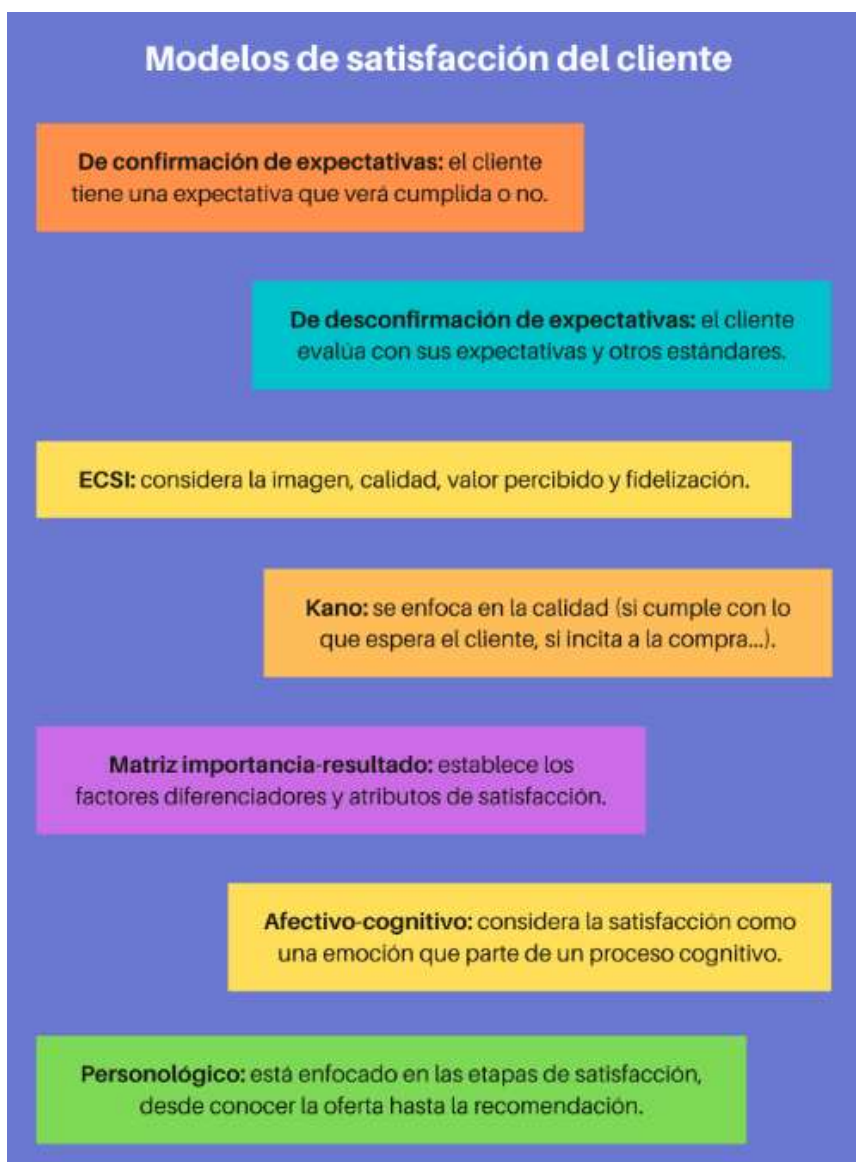 Modelos de satisfacción del cliente
De confirmación de expectativas: el cliente
tiene una expectativa que verá cumplida o no.
De desconfirmación de expectativas: el cliente
evalúa con sus expectativas y otros estándares.
ECSI: considera la imagen, calidad, valor percibido y fidelización.
Kano: se enfoca en la calidad (si cumple con lo
que espera el cliente, si incita a la compra...).
Matriz importancia-resultado: establece los
factores diferenciadores y atributos de satisfacción.
Afectivo-cognitivo: considera la satisfacción como
una emoción que parte de un proceso cognitivo.
Personológico: está enfocado en las etapas de satisfacción,
desde conocer la oferta hasta la recomendación.